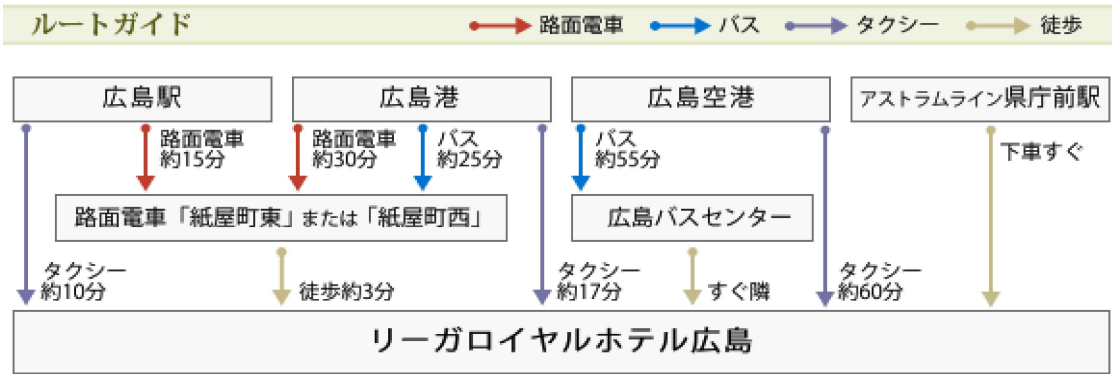 ルートガイド
路面電車
バス
タクシー
徒歩
広島駅
広島港
広島空港
アストラムライン県庁前駅
路面電車
約15分
路面電車
約30分
バス
約25分
バス
約55分
下車すぐ
路面電車「紙屋町東」または「紙屋町西」
広島バスセンター
タクシー
約10分
徒歩約3分
タクシー
約17分
すぐ隣
タクシー
約60分
リーガロイヤルホテル広島